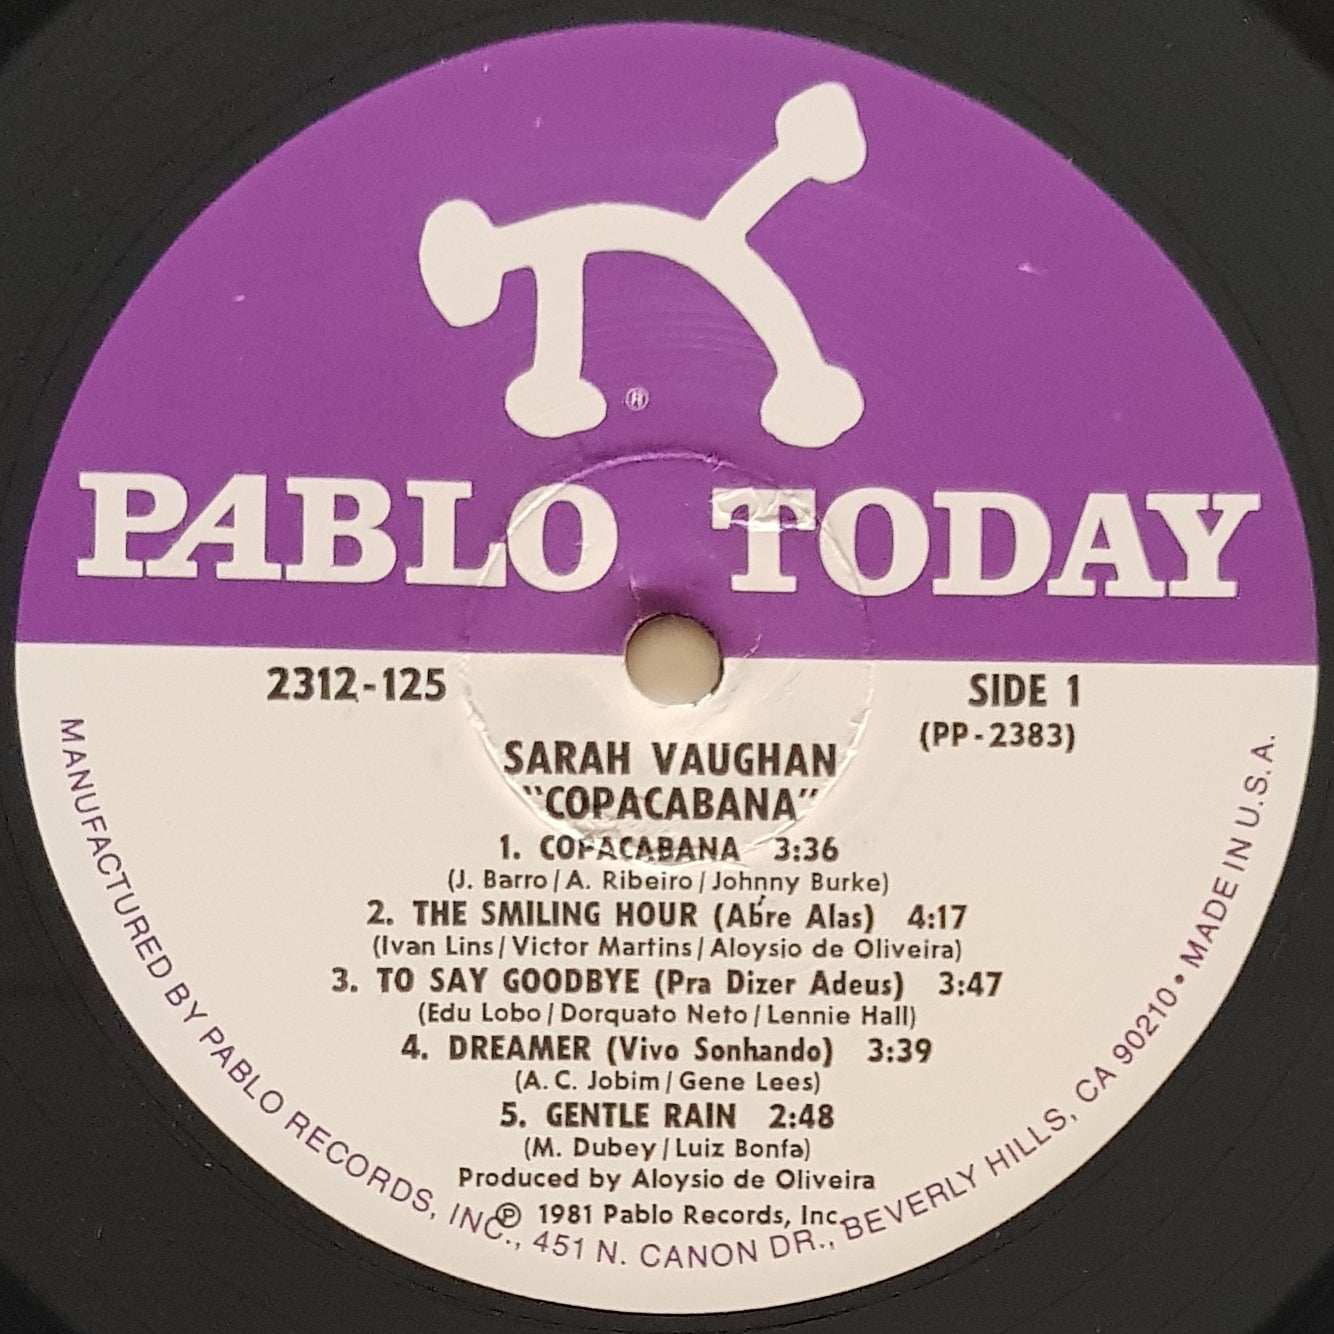 ®
PABLO TODAY
2312-125
SIDE 1
(PP-2383)
SARAH VAUGHAN
"COPACABANA"
1. COPACABANA 3:36
(J. Barro/A. Ribeiro/Johnny Burke)
2. THE SMILING HOUR (Abre Alas) 4:17
(Ivan Lins/Victor Martins/Aloysio de Oliveira)
3. TO SAY GOODBYE (Pra Dizer Adeus) 3:47
(Edu Lobo/Dorquato Neto/Lennie Hall)
4. DREAMER (Vivo Sonhando) 3:39
(A. C. Jobim/Gene Lees)
5. GENTLE RAIN 2:48
(M. Dubey/Luiz Bonfa)
Produced by Aloysio de Oliveira
℗ 1981 Pablo Records, Inc.
MANUFACTURED BY PABLO RECORDS, INC., 451 N. CANON DR., BEVERLY HILLS, CA 90210 • MADE IN U.S.A.